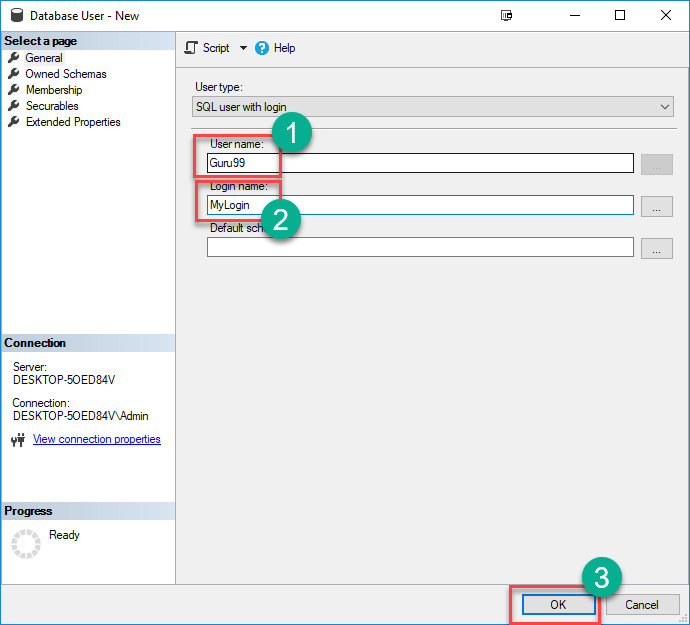 Database User - New
Select a page
General
Owned Schemas
Membership
Securables
Extended Properties
Script
Help
User type:
SQL user with login
1
User name:
Guru99
...
Login name:
MyLogin
...
2
Default sch
...
Connection
Server:
DESKTOP-5OED84V
Connection:
DESKTOP-5OED84V\Admin
View connection properties
Progress
Ready
3
OK
Cancel